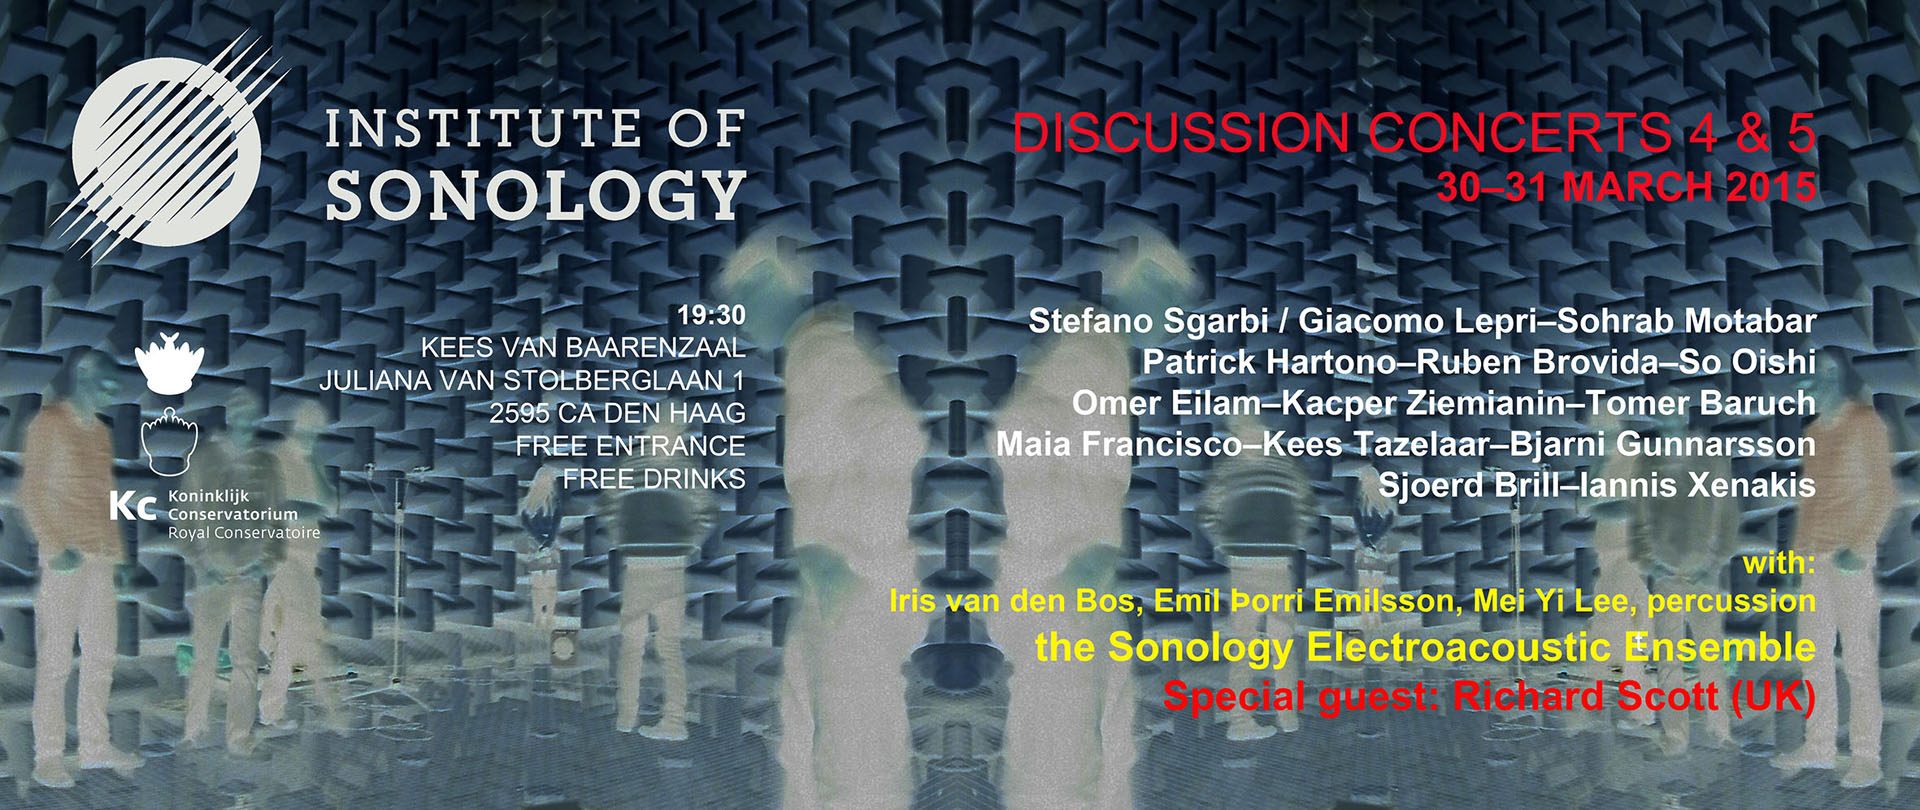 INSTITUTE OF
SONOLOGY
19:30
KEES VAN BAARENZAAL
JULIANA VAN STOLBERGLAAN 1
2595 CA DEN HAAG
FREE ENTRANCE
FREE DRINKS
Kc Koninklijk
Conservatorium
Royal Conservatoire
DISCUSSION CONCERTS 4 & 5
30–31 MARCH 2015
Stefano Sgarbi / Giacomo Lepri–Sohrab Motabar
Patrick Hartono–Ruben Brovida–So Oishi
Omer Eilam–Kacper Ziemianin–Tomer Baruch
Maia Francisco–Kees Tazelaar–Bjarni Gunnarsson
Sjoerd Brill–Iannis Xenakis
with:
Iris van den Bos, Emil Þorri Emilsson, Mei Yi Lee, percussion
the Sonology Electroacoustic Ensemble
Special guest: Richard Scott (UK)